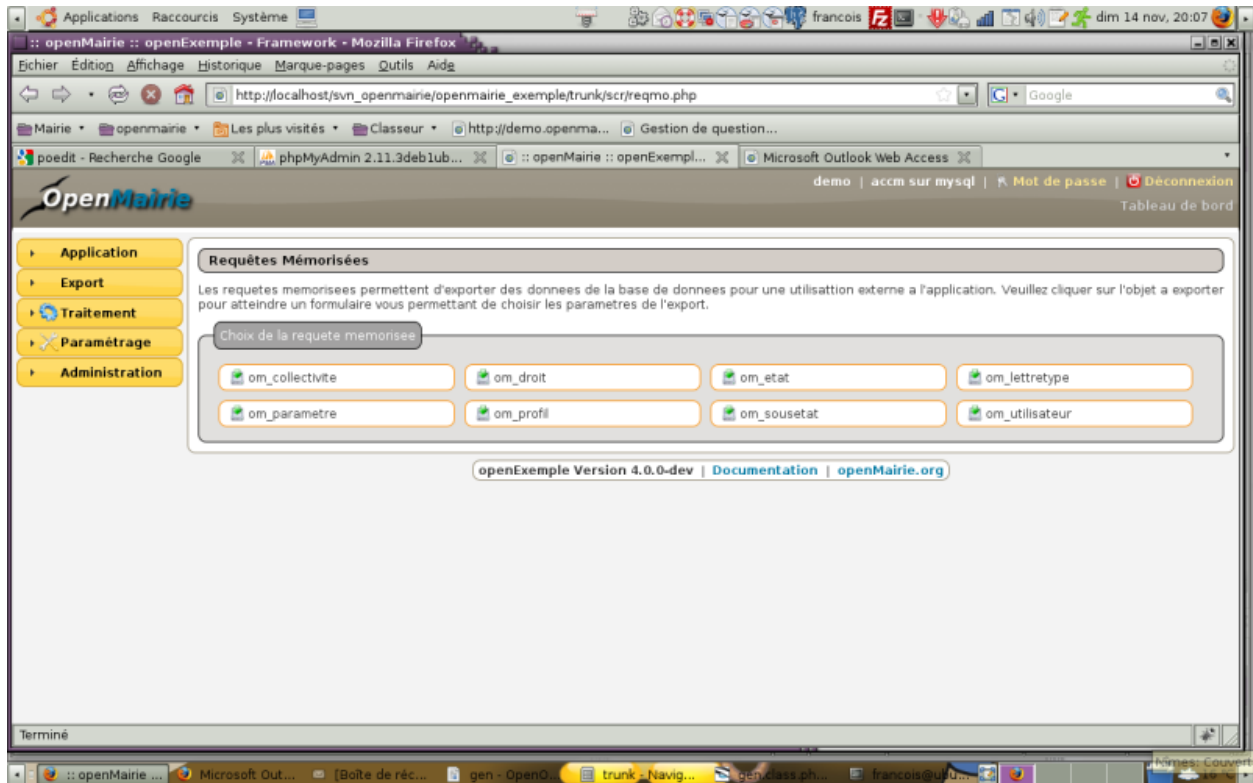 Applications Raccourcis Système francois dim 14 nov, 20:07
:: openMairie :: openExemple - Framework - Mozilla Firefox
Fichier Édition Affichage Historique Marque-pages Outils Aide
http://localhost/svn_openmairie/openmairie_exemple/trunk/scr/reqmo.php Google
Mairie openmairie Les plus visités Classeur http://demo.openma... Gestion de question...
poedit - Recherche Google phpMyAdmin 2.11.3deb1ub... :: openMairie :: openExempl... Microsoft Outlook Web Access
OpenMairie
demo | accm sur mysql | Mot de passe | Déconnexion
Tableau de bord
Application
Export
Traitement
Paramétrage
Administration
Requêtes Mémorisées
Les requetes memorisees permettent d'exporter des donnees de la base de donnees pour une utilisattion externe a l'application. Veuillez cliquer sur l'objet a exporter
pour atteindre un formulaire vous permettant de choisir les parametres de l'export.
Choix de la requete memorisee
om_collectivite om_droit om_etat om_lettretype
om_parametre om_profil om_sousetat om_utilisateur
openExemple Version 4.0.0-dev | Documentation | openMairie.org
Terminé
Nîmes: Couver
:: openMairie ... Microsoft Out... [Boîte de réc... gen - OpenO... trunk - Navig... gen.class.ph...